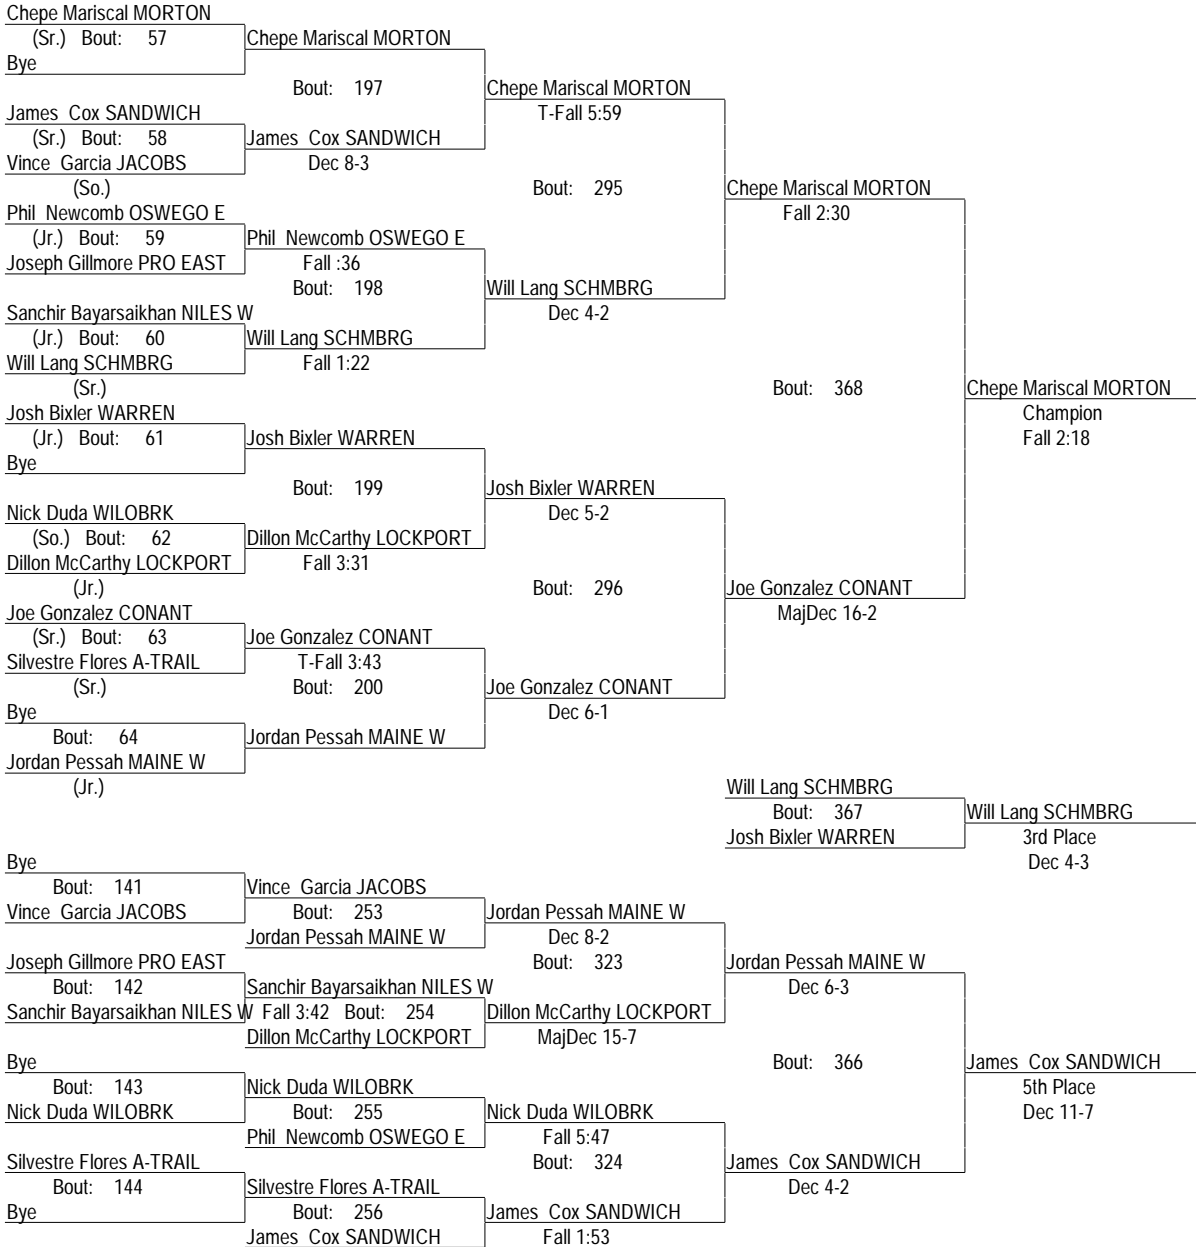 Chepe Mariscal MORTON
(Sr.) Bout: 57 Chepe Mariscal MORTON
Bye
Bout: 197 Chepe Mariscal MORTON
James Cox SANDWICH T-Fall 5:59
(Sr.) Bout: 58 James Cox SANDWICH
Vince Garcia JACOBS Dec 8-3
(So.) Bout: 295 Chepe Mariscal MORTON
Phil Newcomb OSWEGO E Fall 2:30
(Jr.) Bout: 59 Phil Newcomb OSWEGO E
Joseph Gillmore PRO EAST Fall :36
Bout: 198 Will Lang SCHMBRG
Sanchir Bayarsaikhan NILES W Dec 4-2
(Jr.) Bout: 60 Will Lang SCHMBRG
Will Lang SCHMBRG Fall 1:22
(Sr.) Bout: 368 Chepe Mariscal MORTON
Josh Bixler WARREN Champion
(Jr.) Bout: 61 Josh Bixler WARREN Fall 2:18
Bye
Bout: 199 Josh Bixler WARREN
Nick Duda WILOBRK Dec 5-2
(So.) Bout: 62 Dillon McCarthy LOCKPORT
Dillon McCarthy LOCKPORT Fall 3:31
(Jr.) Bout: 296 Joe Gonzalez CONANT
Joe Gonzalez CONANT MajDec 16-2
(Sr.) Bout: 63 Joe Gonzalez CONANT
Silvestre Flores A-TRAIL T-Fall 3:43
(Sr.) Bout: 200 Joe Gonzalez CONANT
Bye Dec 6-1
Bout: 64 Jordan Pessah MAINE W
Jordan Pessah MAINE W
(Jr.) Will Lang SCHMBRG
Bout: 367 Will Lang SCHMBRG
Josh Bixler WARREN 3rd Place
Bye Dec 4-3
Bout: 141 Vince Garcia JACOBS
Vince Garcia JACOBS Bout: 253 Jordan Pessah MAINE W
Jordan Pessah MAINE W Dec 8-2
Joseph Gillmore PRO EAST Bout: 323 Jordan Pessah MAINE W
Bout: 142 Sanchir Bayarsaikhan NILES W Dec 6-3
Sanchir Bayarsaikhan NILES W Fall 3:42 Bout: 254 Dillon McCarthy LOCKPORT
Dillon McCarthy LOCKPORT MajDec 15-7
Bye Bout: 366 James Cox SANDWICH
Bout: 143 Nick Duda WILOBRK 5th Place
Nick Duda WILOBRK Bout: 255 Nick Duda WILOBRK Dec 11-7
Phil Newcomb OSWEGO E Fall 5:47
Silvestre Flores A-TRAIL Bout: 324 James Cox SANDWICH
Bout: 144 Silvestre Flores A-TRAIL Dec 4-2
Bye Bout: 256 James Cox SANDWICH
James Cox SANDWICH Fall 1:53